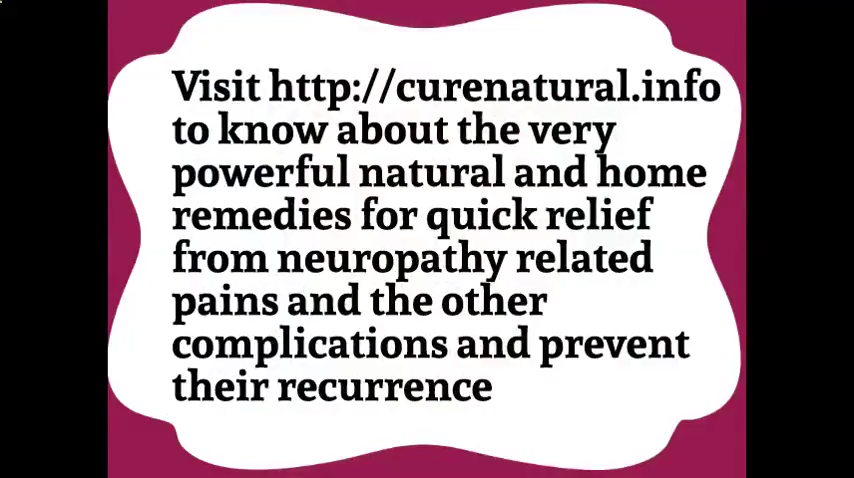 Visit http://curenatural.info
to know about the very
powerful natural and home
remedies for quick relief
from neuropathy related
pains and the other
complications and prevent
their recurrence